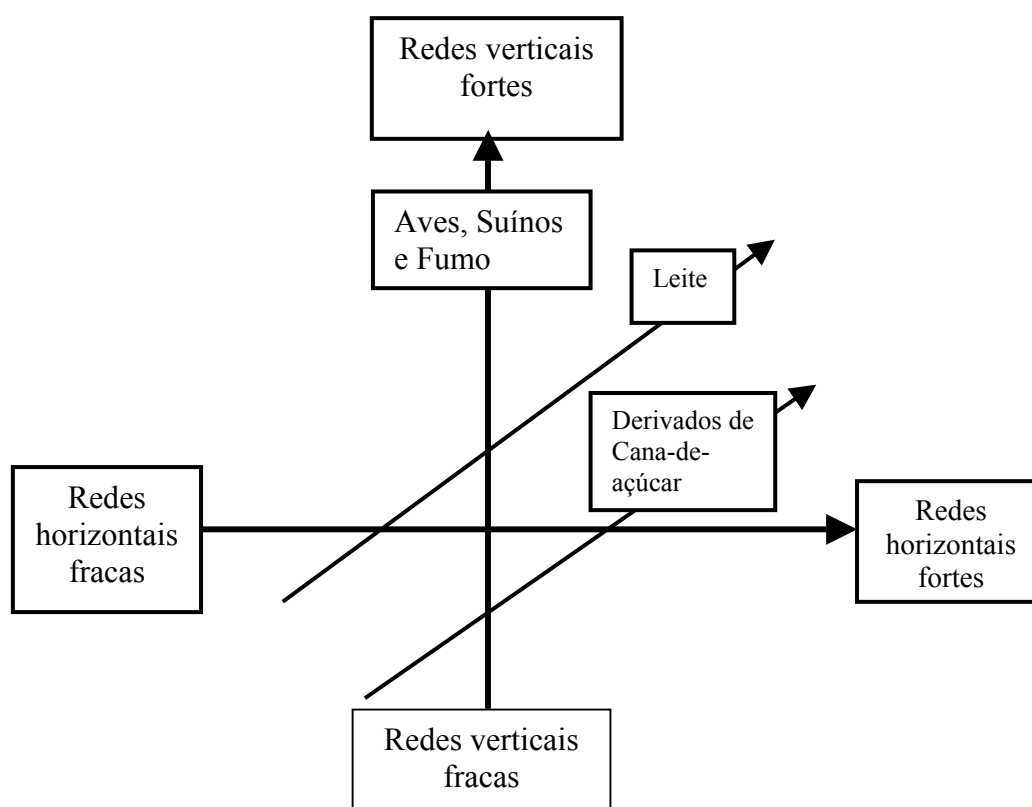 Redes verticais
fortes
Aves, Suínos
e Fumo
Leite
Derivados de
Cana-de-
açúcar
Redes
horizontais
fracas
Redes
horizontais
fortes
Redes verticais
fracas